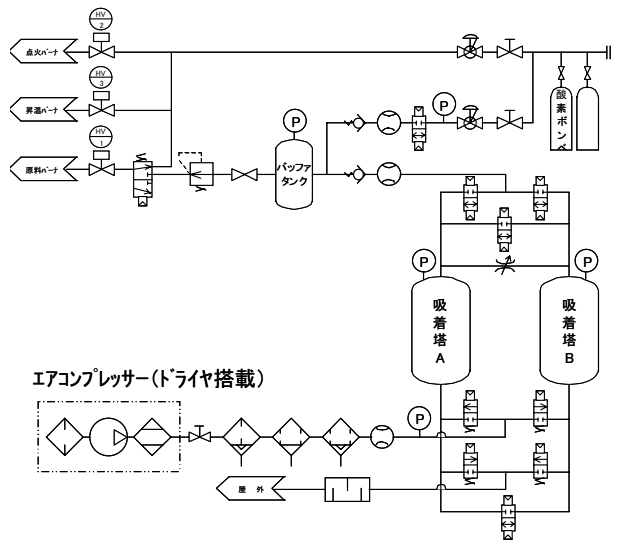 HV
2
点火バーナ
HV
3
昇温バーナ
HV
1
原料バーナ
P
バッファ
タンク
P
酸素ボンベ
P
吸着塔A
P
吸着塔B
エアコンプレッサー(ドライヤ搭載)
P
屋 外